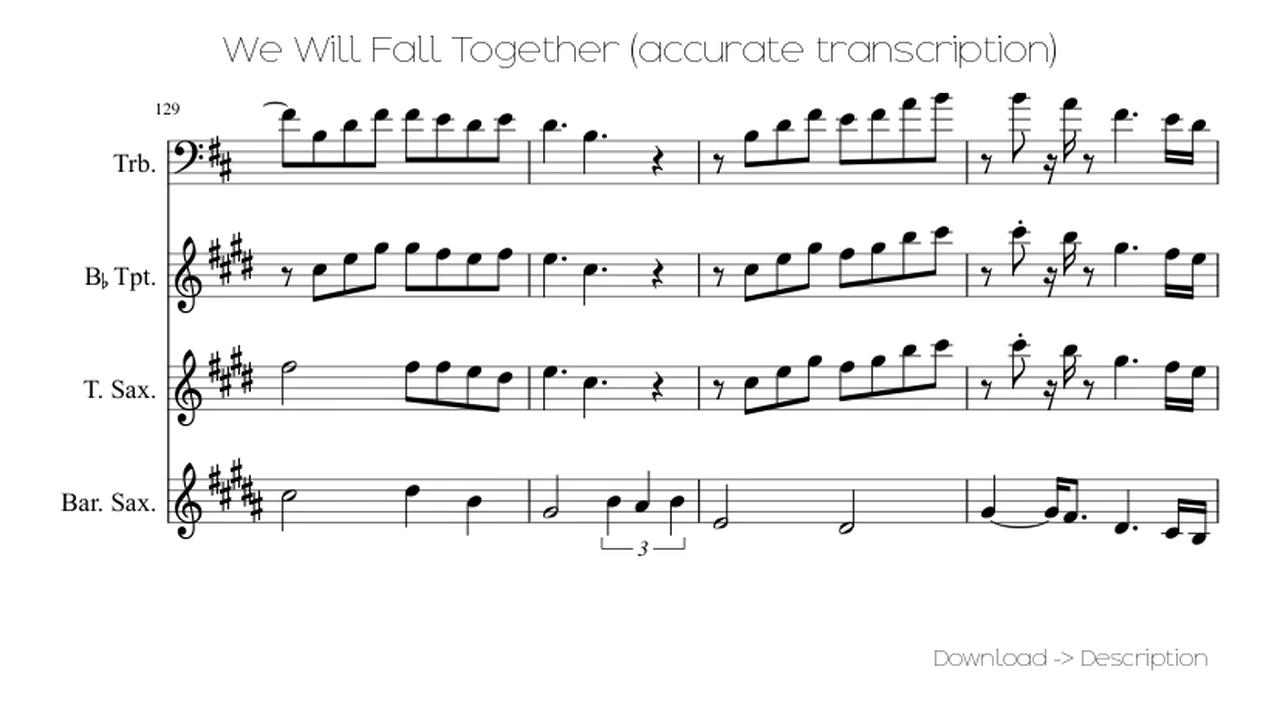 We Will Fall Together (accurate transcription)
129
Trb.
B♭ Tpt.
T. Sax.
Bar. Sax.
3
Download -> Description